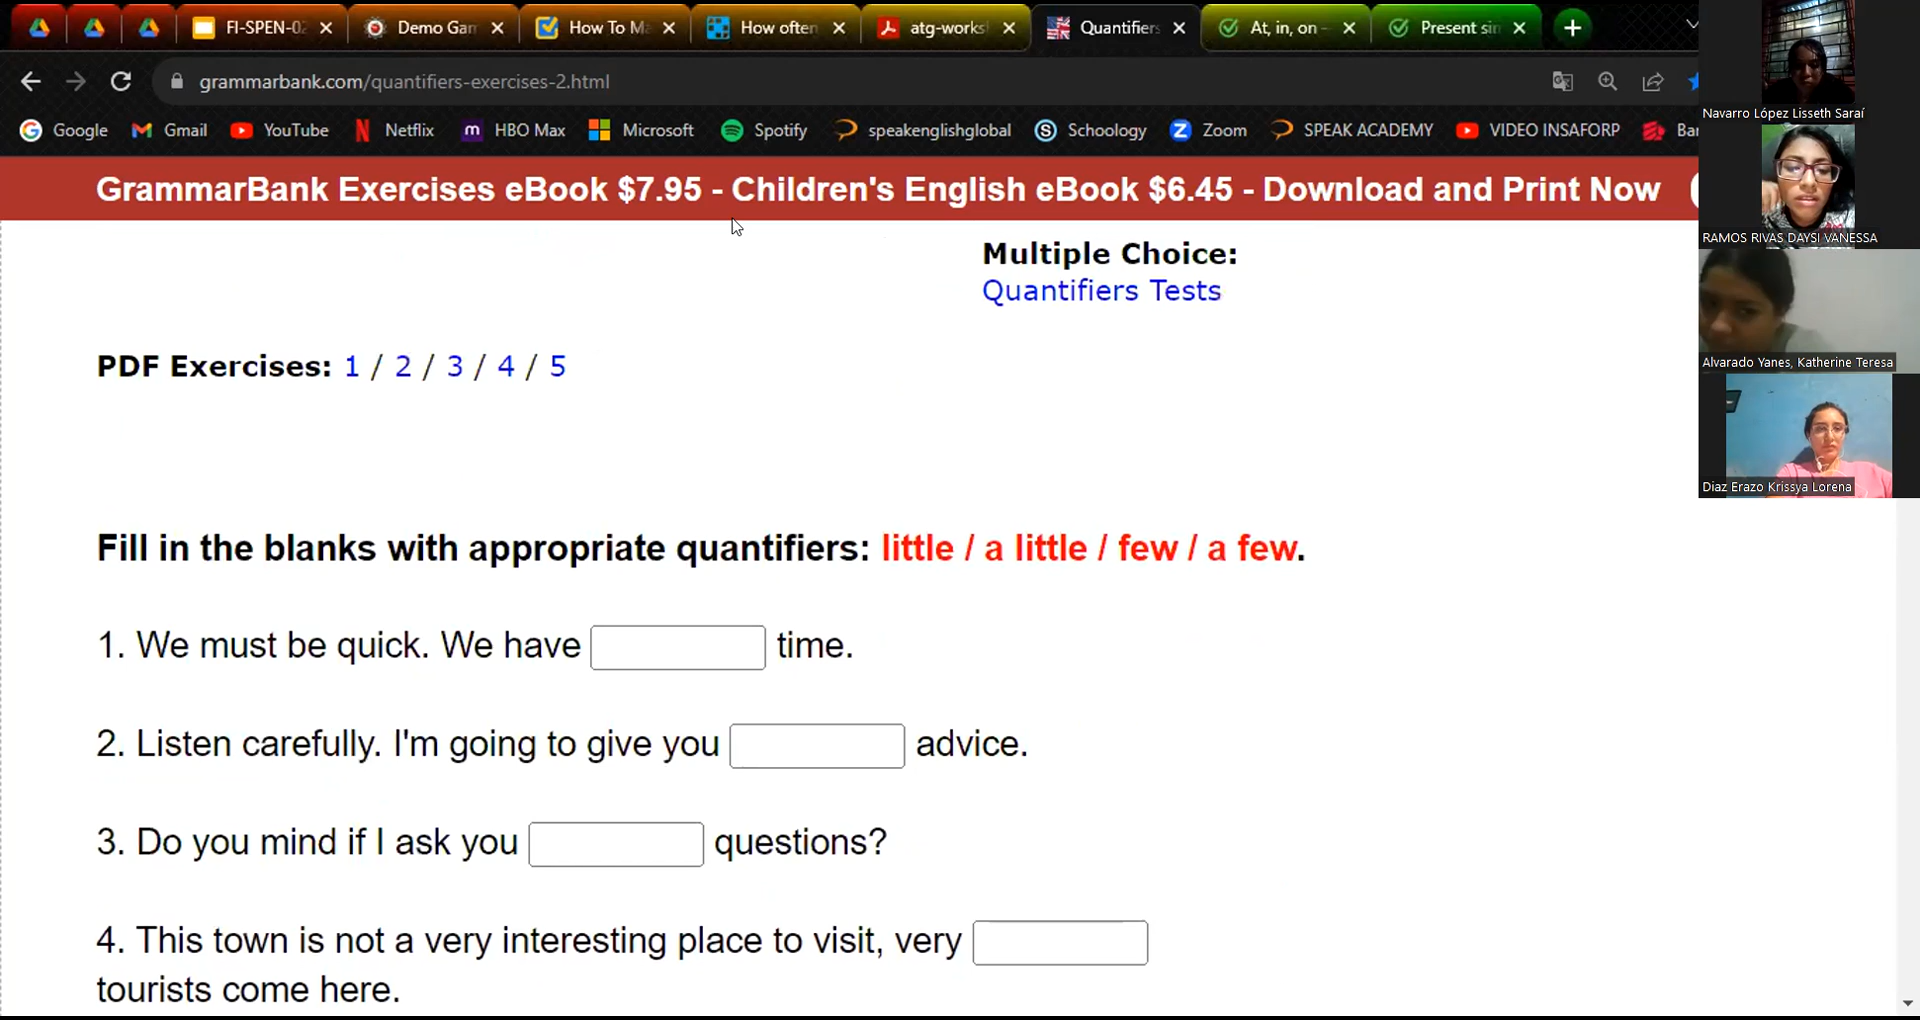 FI-SPEN-02
Demo Gam
How To Ma
How often
atg-works
Quantifiers
At, in, on –
Present sin
grammarbank.com/quantifiers-exercises-2.html
Google
Gmail
YouTube
Netflix
HBO Max
Microsoft
Spotify
speakenglishglobal
Schoology
Zoom
SPEAK ACADEMY
VIDEO INSAFORP
Ban
GrammarBank Exercises eBook $7.95 - Children's English eBook $6.45 - Download and Print Now
Multiple Choice:
Quantifiers Tests
PDF Exercises: 1 / 2 / 3 / 4 / 5
Fill in the blanks with appropriate quantifiers: little / a little / few / a few.
1. We must be quick. We have time.
2. Listen carefully. I'm going to give you advice.
3. Do you mind if I ask you questions?
4. This town is not a very interesting place to visit, very
tourists come here.
Navarro López Lisseth Saraí
RAMOS RIVAS DAYSI VANESSA
Alvarado Yanes, Katherine Teresa
Diaz Erazo Krissya Lorena